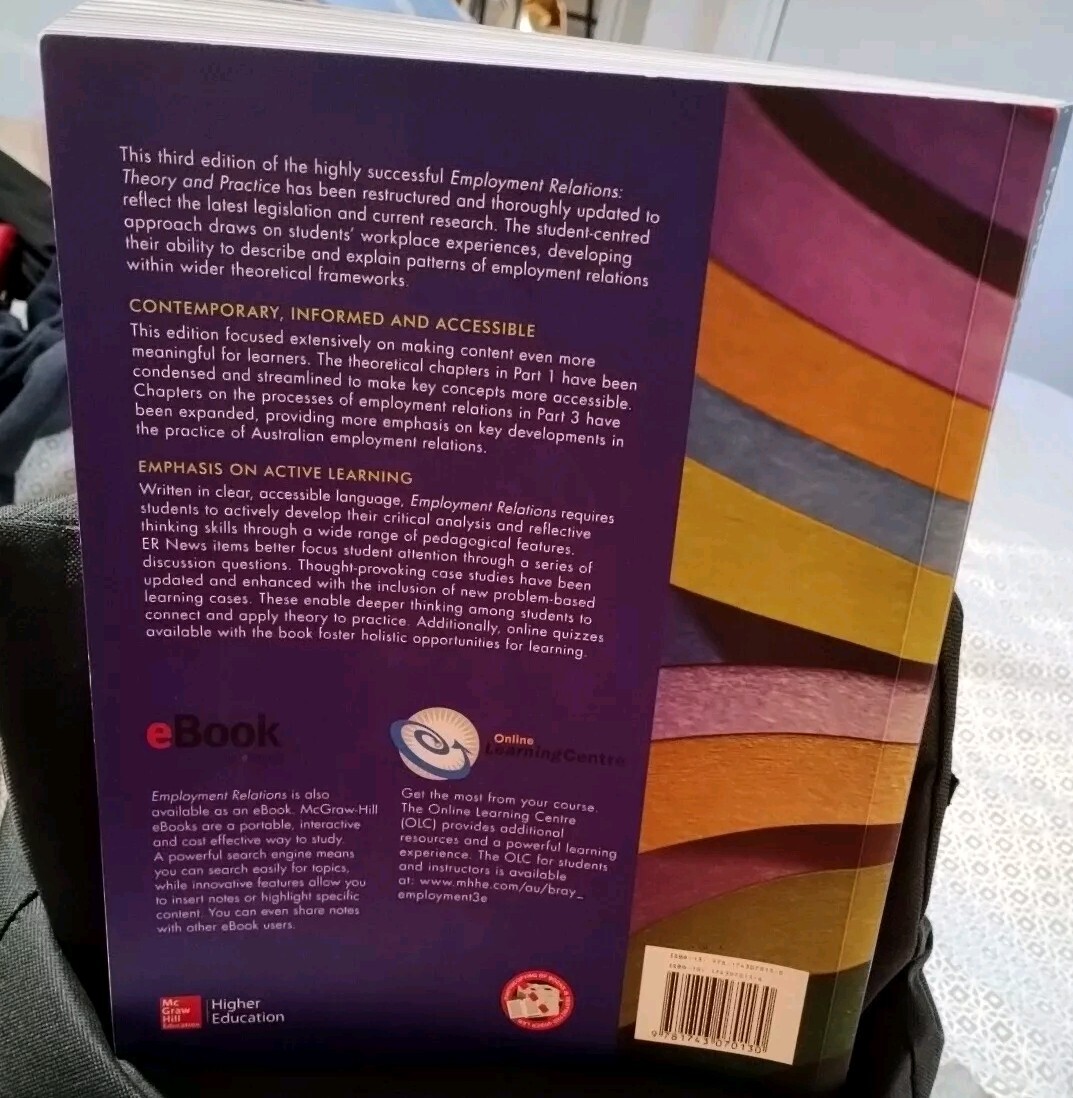 This third edition of the highly successful Employment Relations:
Theory and Practice has been restructured and thoroughly updated to
reflect the latest legislation and current research. The student-centred
approach draws on students' workplace experiences, developing
their ability to describe and explain patterns of employment relations
within wider theoretical frameworks.
CONTEMPORARY, INFORMED AND ACCESSIBLE
This edition focused extensively on making content even more
meaningful for learners. The theoretical chapters in Part 1 have been
condensed and streamlined to make key concepts more accessible.
Chapters on the processes of employment relations in Part 3 have
been expanded, providing more emphasis on key developments in
the practice of Australian employment relations.
EMPHASIS ON ACTIVE LEARNING
Written in clear, accessible language, Employment Relations requires
students to actively develop their critical analysis and reflective
thinking skills through a wide range of pedagogical features.
ER News items better focus student attention through a series of
discussion questions. Thought-provoking case studies have been
updated and enhanced with the inclusion of new problem-based
learning cases. These enable deeper thinking among students to
connect and apply theory to practice. Additionally, online quizzes
available with the book foster holistic opportunities for learning.
eBook
Employment Relations is also
available as an eBook. McGraw-Hill
eBooks are a portable, interactive
and cost effective way to study.
A powerful search engine means
you can search easily for topics,
while innovative features allow you
to insert notes or highlight specific
content. You can even share notes
with other eBook users.
Online
LearningCentre
Get the most from your course.
The Online Learning Centre
(OLC) provides additional
resources and a powerful learning
experience. The OLC for students
and instructors is available
at: www.mhhe.com/au/bray_
employment3e
Mc
Graw
Hill
Education
Higher
Education
9 781743 070130